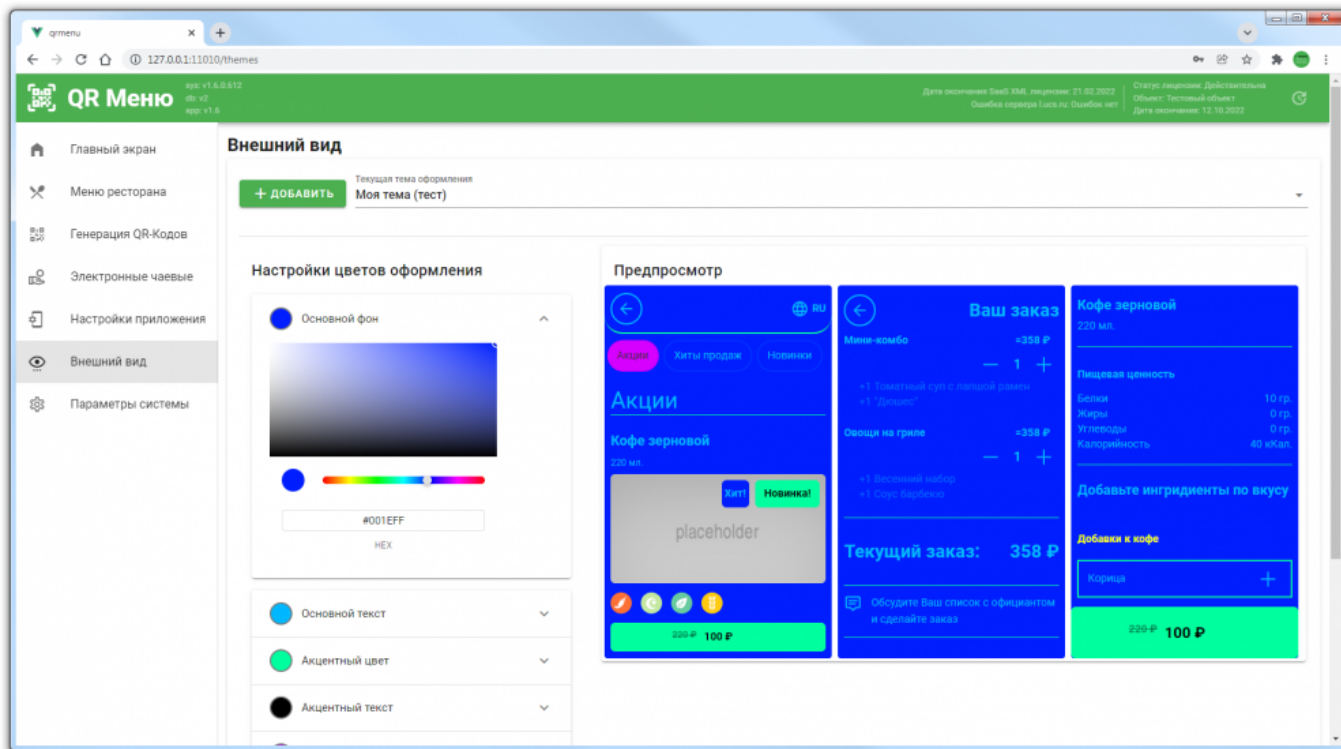 qrmenu
127.0.0.1:11010/themes
QR Меню
sys: v1.6.0.612
db: v2
app: v1.6
Дата окончания SaaS XML лицензии: 21.02.2022
Ошибка сервера l.ucs.ru: Ошибок нет
Статус лицензии: Действительна
Объект: Тестовый объект
Дата окончания: 12.10.2022
Главный экран
Меню ресторана
Генерация QR-Кодов
Электронные чаевые
Настройки приложения
Внешний вид
Параметры системы
Внешний вид
+ ДОБАВИТЬ
Текущая тема оформления
Моя тема (тест)
Настройки цветов оформления
Основной фон
#001EFF
HEX
Основной текст
Акцентный цвет
Акцентный текст
Предпросмотр
RU
Акции
Хиты продаж
Новинки
Акции
Кофе зерновой
220 мл.
Хит!
Новинка!
placeholder
220 ₽ 100 ₽
Ваш заказ
Мини-комбо =358 ₽
— 1 +
+1 Томатный суп с лапшой рамен
+1 "Дюшес"
Овощи на гриле =358 ₽
— 1 +
+1 Весенний набор
+1 Соус барбекю
Текущий заказ: 358 ₽
Обсудите Ваш список с официантом
и сделайте заказ
Кофе зерновой
220 мл.
Пищевая ценность
Белки 10 гр.
Жиры 0 гр.
Углеводы 0 гр.
Калорийность 40 кКал.
Добавьте ингридиенты по вкусу
Добавки к кофе
Корица +
220 ₽ 100 ₽